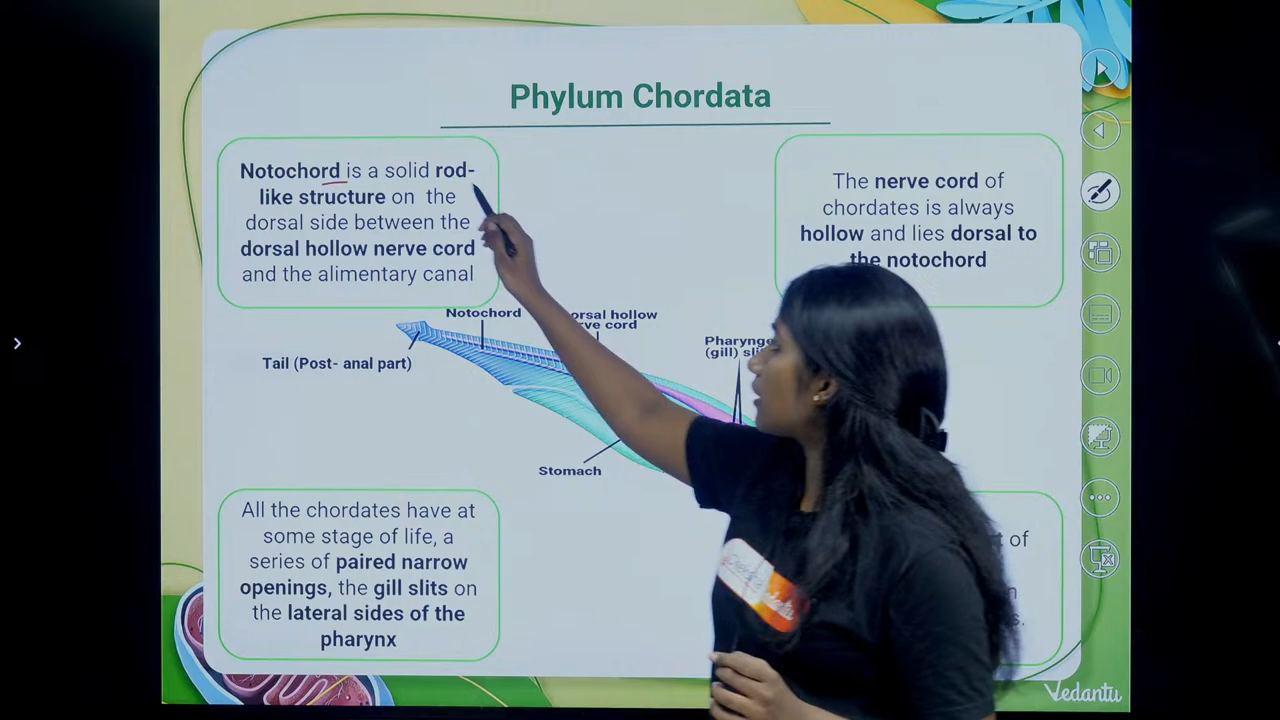 Phylum Chordata
Notochord is a solid rod-
like structure on the
dorsal side between the
dorsal hollow nerve cord
and the alimentary canal
The nerve cord of
chordates is always
hollow and lies dorsal to
the notochord
Notochord
hollow
cord
Tail (Post- anal part)
(gill)
Stomach
All the chordates have at
some stage of life, a
series of paired narrow
openings, the gill slits on
the lateral sides of the
pharynx
of
Vedantu